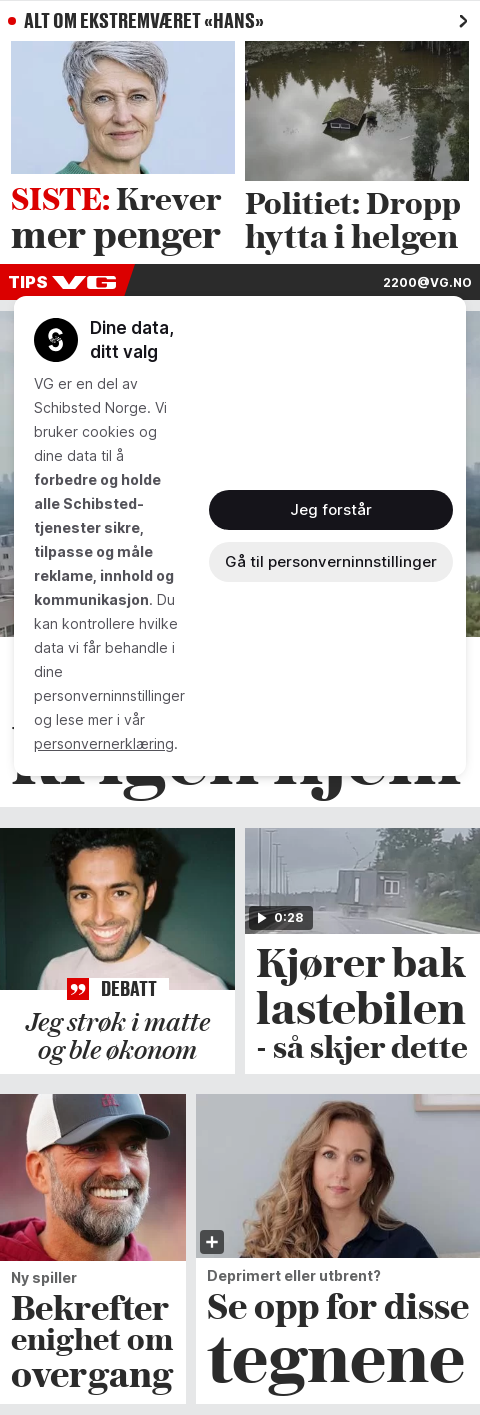 ALT OM EKSTREMVÆRET «HANS»
SISTE: Krever
mer penger
Politiet: Dropp
hytta i helgen
TIPS VG
2200@VG.NO
Dine data,
ditt valg
VG er en del av
Schibsted Norge. Vi
bruker cookies og
dine data til å
forbedre og holde
alle Schibsted-
tjenester sikre,
tilpasse og måle
reklame, innhold og
kommunikasjon. Du
kan kontrollere hvilke
data vi får behandle i
dine
personverninnstillinger
og lese mer i vår
personvernerklæring.
Jeg forstår
Gå til personverninnstillinger
DEBATT
Jeg strøk i matte
og ble økonom
0:28
Kjører bak
lastebilen
- så skjer dette
Ny spiller
Bekrefter
enighet om
overgang
Deprimert eller utbrent?
Se opp for disse
tegnene